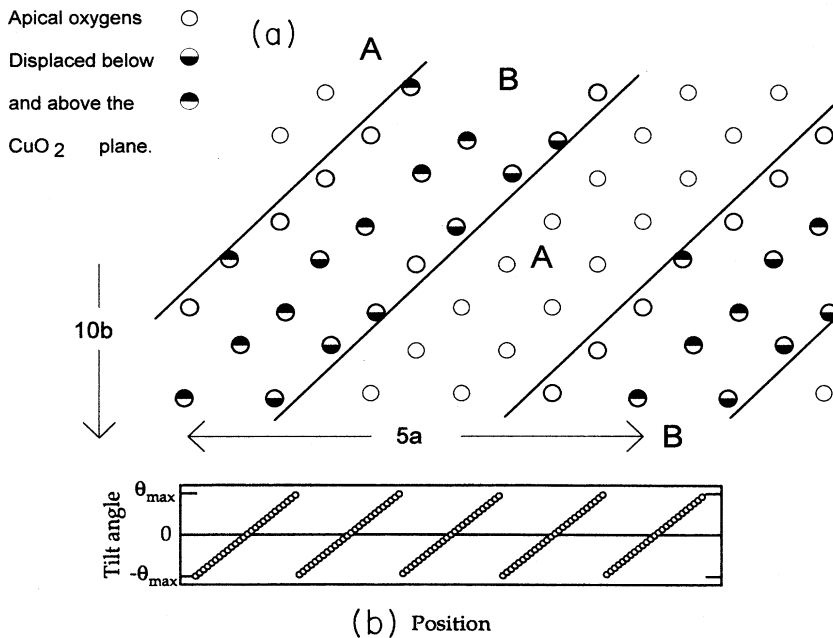 Apical oxygens
(a)
Displaced below
and above the
CuO2 plane.
A
B
A
10b
5a
B
Tilt angle
θmax
0
-θmax
(b) Position